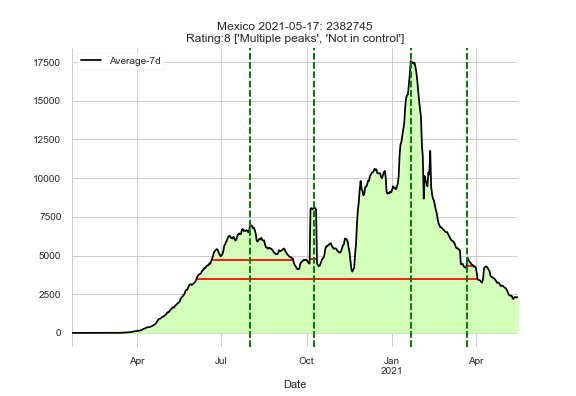 Mexico 2021-05-17: 2382745
Rating:8 ['Multiple peaks', 'Not in control']
Average-7d
17500
15000
12500
10000
7500
5000
2500
0
Apr
Jul
Oct
Jan
2021
Apr
Date